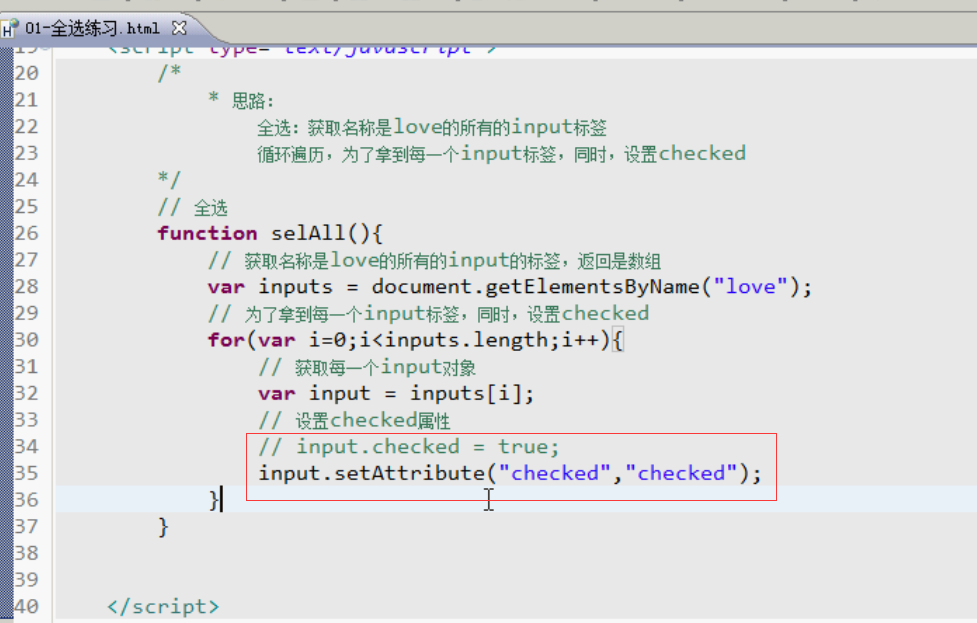 01-全选练习.html
19 <script type="text/javascript">
20 /*
21 * 思路:
22 全选: 获取名称是love的所有的input标签
23 循环遍历，为了拿到每一个input标签，同时，设置checked
24 */
25 // 全选
26 function selAll(){
27 // 获取名称是love的所有的input的标签，返回是数组
28 var inputs = document.getElementsByName("love");
29 // 为了拿到每一个input标签，同时，设置checked
30 for(var i=0;i<inputs.length;i++){
31 // 获取每一个input对象
32 var input = inputs[i];
33 // 设置checked属性
34 // input.checked = true;
35 input.setAttribute("checked","checked");
36 }
37 }
38
39
40 </script>